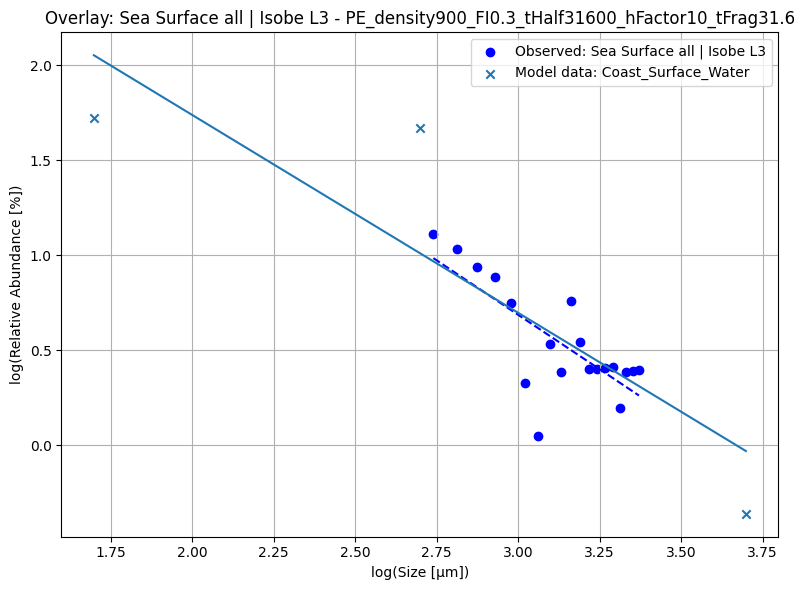 Overlay: Sea Surface all | Isobe L3 - PE_density900_FI0.3_tHalf31600_hFactor10_tFrag31.6
Observed: Sea Surface all | Isobe L3
Model data: Coast_Surface_Water
log(Relative Abundance [%])
2.0
1.5
1.0
0.5
0.0
1.75 2.00 2.25 2.50 2.75 3.00 3.25 3.50 3.75
log(Size [µm])